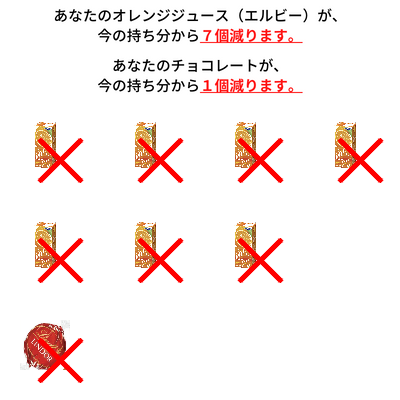 あなたのオレンジジュース（エルビー）が、
今の持ち分から７個減ります。
あなたのチョコレートが、
今の持ち分から１個減ります。
LINDOR